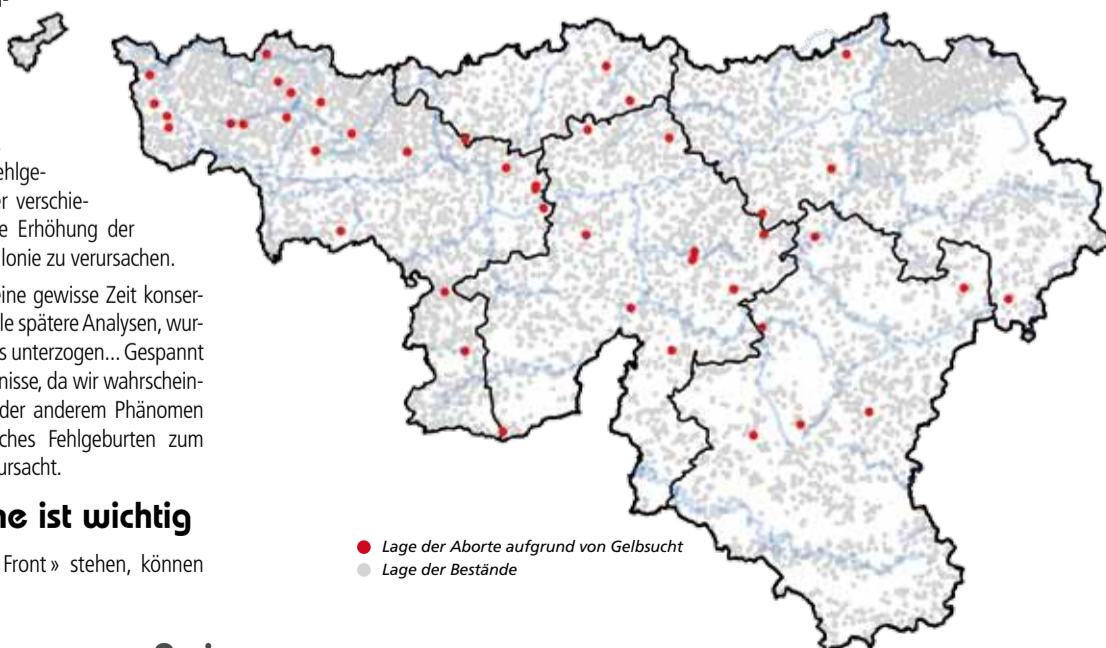 ehlge-
er verschie-
e Erhöhung der
lonie zu verursachen.
eine gewisse Zeit konser-
le spätere Analysen, wur-
s unterzogen... Gespannt
nisse, da wir wahrschein-
der anderem Phänomen
ches Fehlgeburten zum
ursacht.
ne ist wichtig
Front » stehen, können
Lage der Aborte aufgrund von Gelbsucht
Lage der Bestände